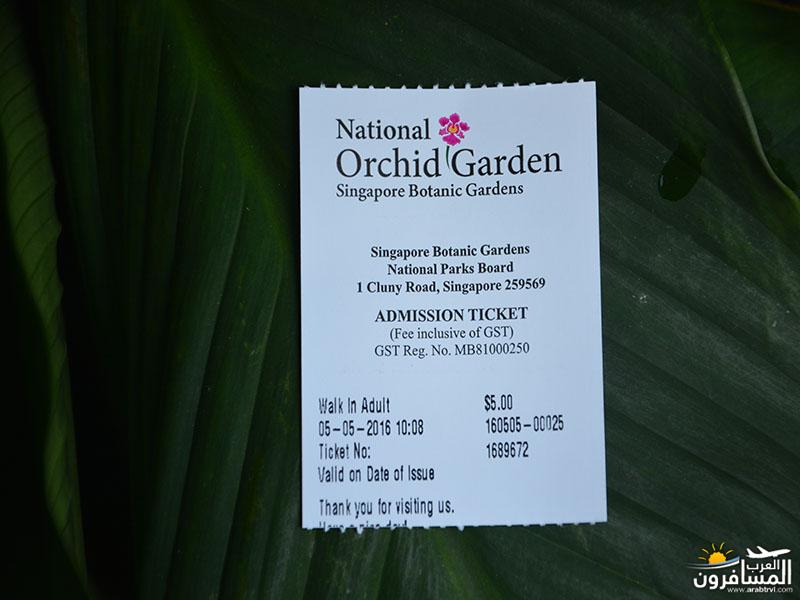 National
Orchid Garden
Singapore Botanic Gardens
Singapore Botanic Gardens
National Parks Board
1 Cluny Road, Singapore 259569
ADMISSION TICKET
(Fee inclusive of GST)
GST Reg. No. MB81000250
Walk In Adult $5.00
05-05-2016 10:08 160505-00025
Ticket No: 1689672
Valid on Date of Issue
Thank you for visiting us.
Have a nice day!
العرب
المسافرون
www.arabtrvl.com